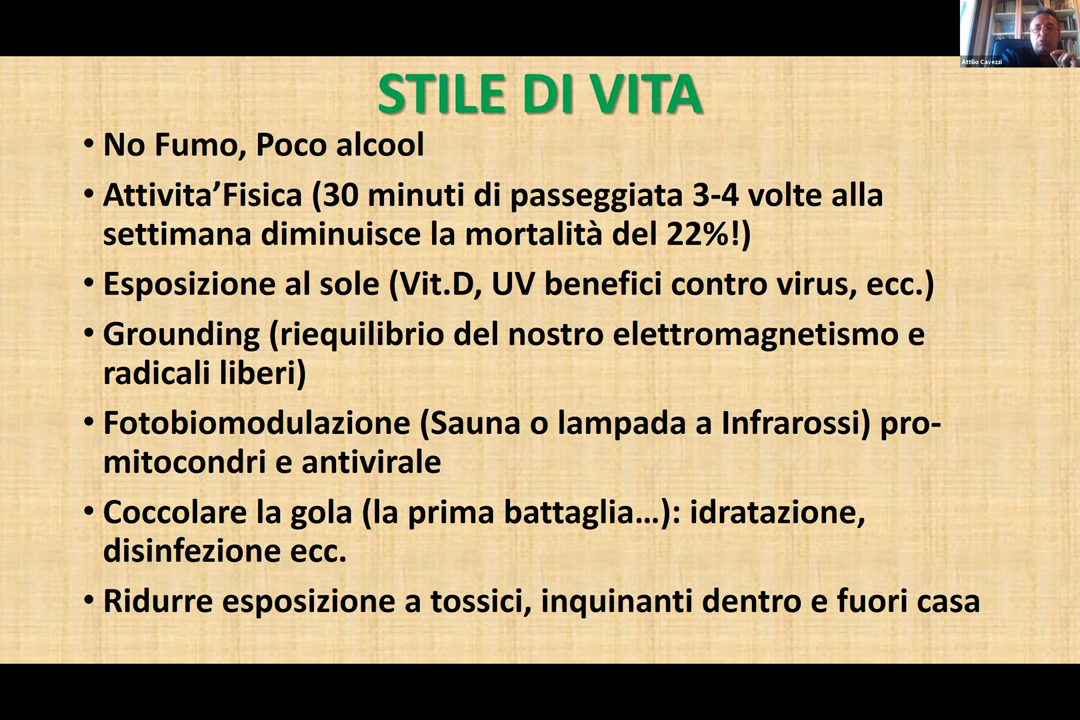 Attilio Cavezzi
STILE DI VITA
• No Fumo, Poco alcool
• Attivita’Fisica (30 minuti di passeggiata 3-4 volte alla
settimana diminuisce la mortalità del 22%!)
• Esposizione al sole (Vit.D, UV benefici contro virus, ecc.)
• Grounding (riequilibrio del nostro elettromagnetismo e
radicali liberi)
• Fotobiomodulazione (Sauna o lampada a Infrarossi) pro-
mitocondri e antivirale
• Coccolare la gola (la prima battaglia…): idratazione,
disinfezione ecc.
• Ridurre esposizione a tossici, inquinanti dentro e fuori casa